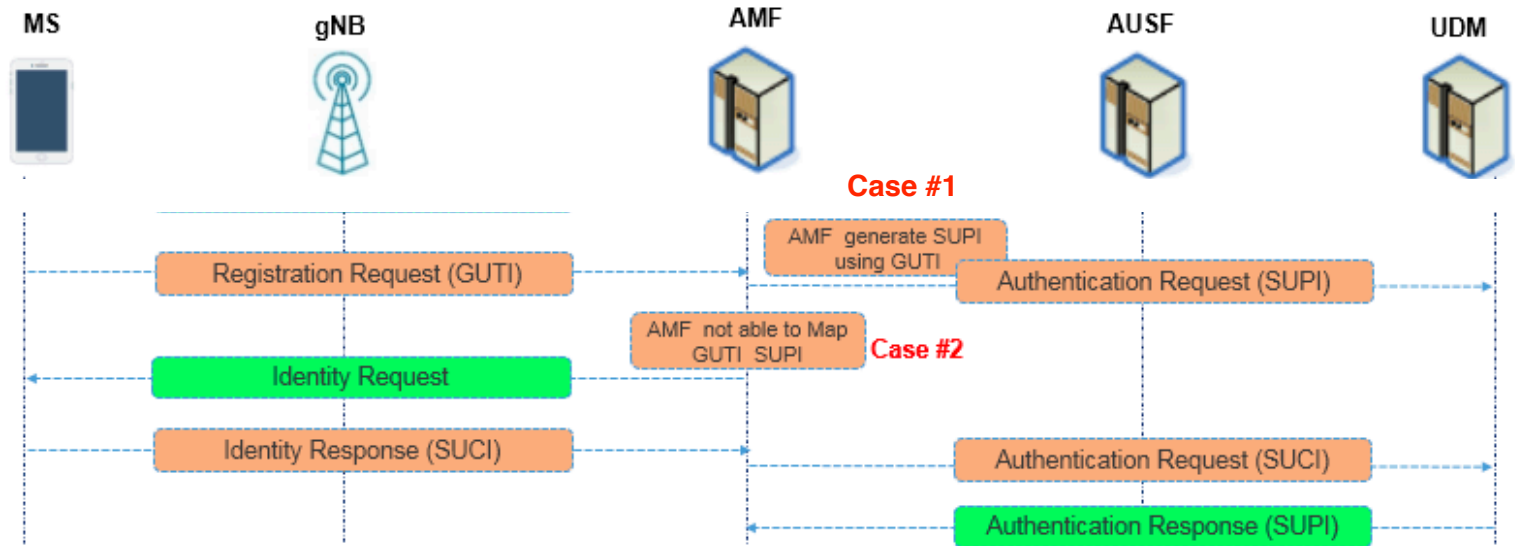 MS
gNB
AMF
AUSF
UDM
Case #1
AMF generate SUPI
using GUTI
Registration Request (GUTI)
Authentication Request (SUPI)
AMF not able to Map
GUTI SUPI
Case #2
Identity Request
Identity Response (SUCI)
Authentication Request (SUCI)
Authentication Response (SUPI)